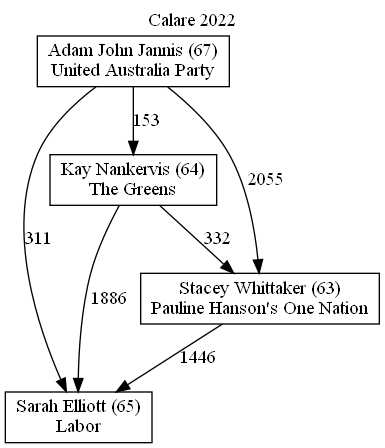 Calare 2022
Adam John Jannis (67)
United Australia Party
153
Kay Nankervis (64)
The Greens
2055
311
332
Stacey Whittaker (63)
Pauline Hanson's One Nation
1886
1446
Sarah Elliott (65)
Labor